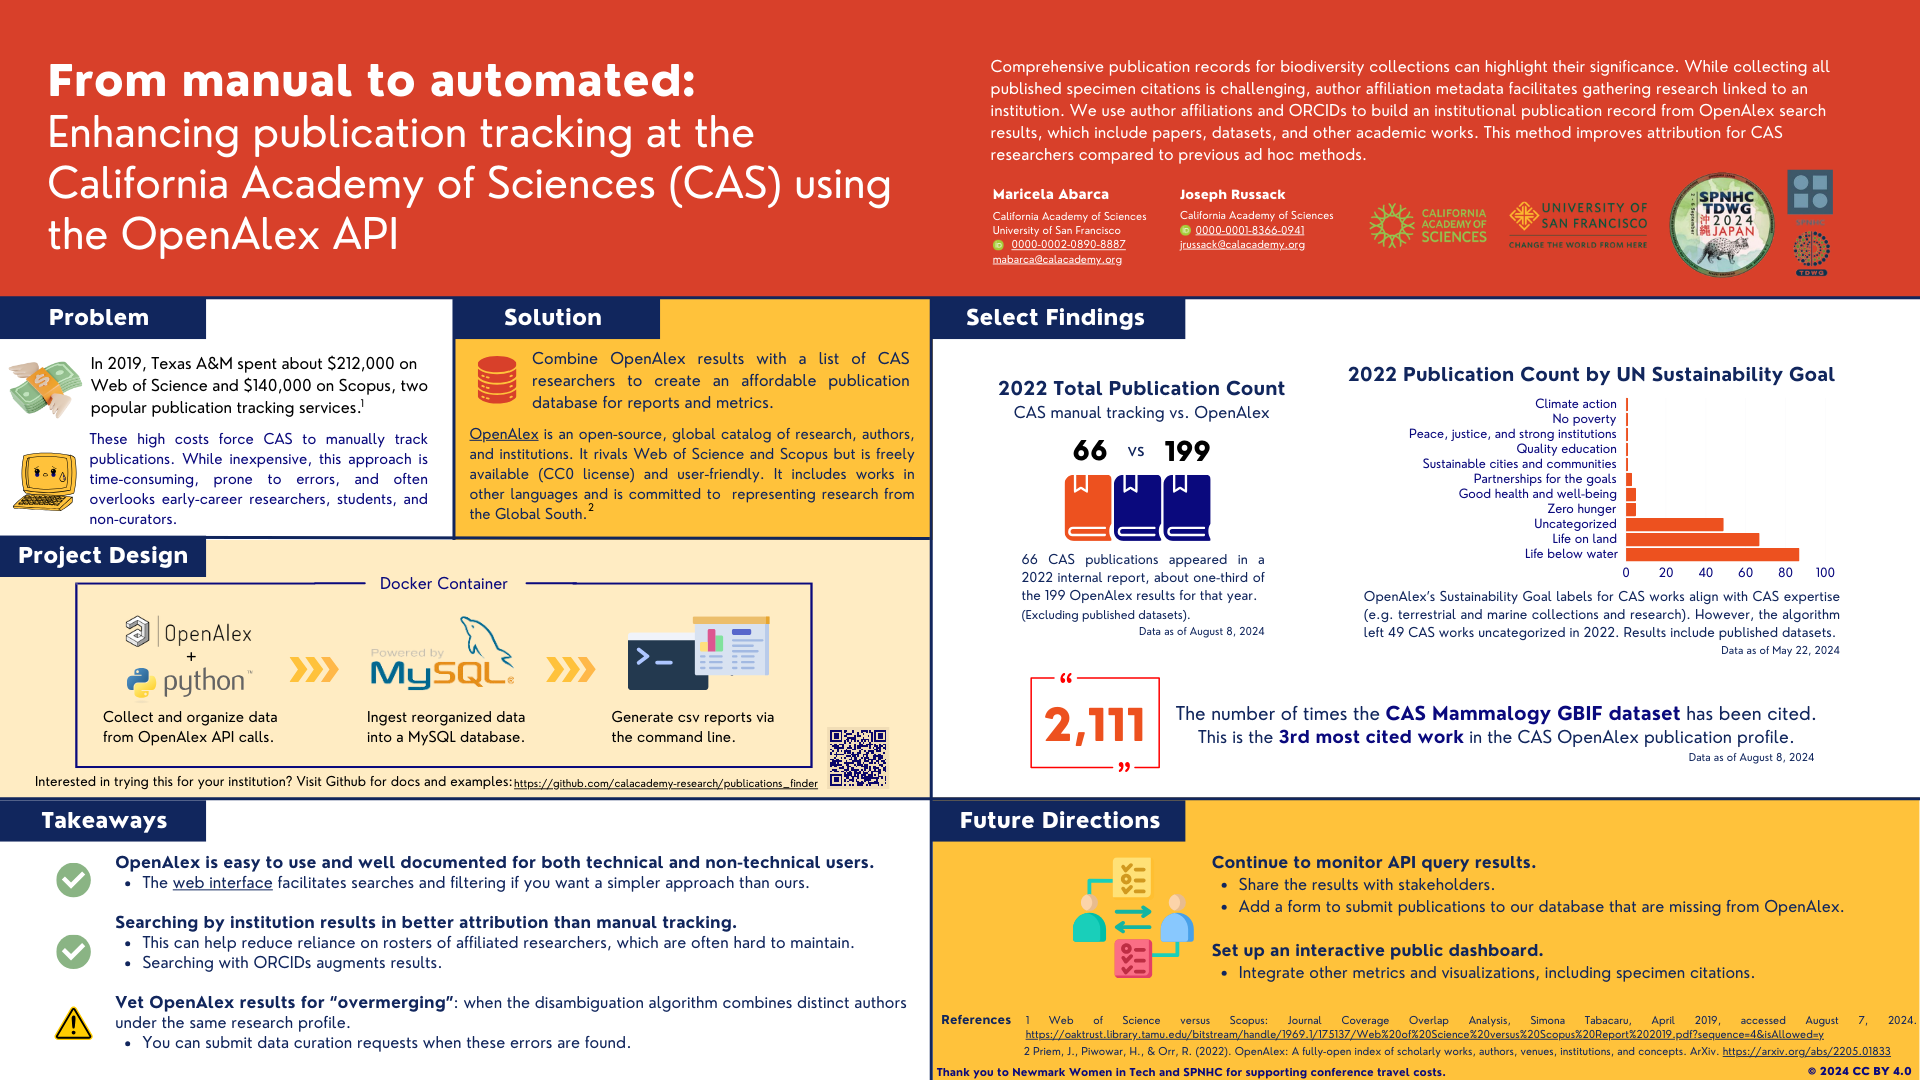 From manual to automated:
Enhancing publication tracking at the
California Academy of Sciences (CAS) using
the OpenAlex API
Comprehensive publication records for biodiversity collections can highlight their significance. While collecting all
published specimen citations is challenging, author affiliation metadata facilitates gathering research linked to an
institution. We use author affiliations and ORCIDs to build an institutional publication record from OpenAlex search
results, which include papers, datasets, and other academic works. This method improves attribution for CAS
researchers compared to previous ad hoc methods.
Maricela Abarca
California Academy of Sciences
University of San Francisco
iD 0000-0002-0890-8887
mabarca@calacademy.org
Joseph Russack
California Academy of Sciences
iD 0000-0001-8366-0941
jrussack@calacademy.org
CALIFORNIA
ACADEMY OF
SCIENCES
UNIVERSITY OF
SAN FRANCISCO
CHANGE THE WORLD FROM HERE
SPNHC
TDWG
2024
沖縄
JAPAN
TDWG
Problem
In 2019, Texas A&M spent about $212,000 on
Web of Science and $140,000 on Scopus, two
popular publication tracking services.1
These high costs force CAS to manually track
publications. While inexpensive, this approach is
time-consuming, prone to errors, and often
overlooks early-career researchers, students, and
non-curators.
Solution
Combine OpenAlex results with a list of CAS
researchers to create an affordable publication
database for reports and metrics.
OpenAlex is an open-source, global catalog of research, authors,
and institutions. It rivals Web of Science and Scopus but is freely
available (CC0 license) and user-friendly. It includes works in
other languages and is committed to representing research from
the Global South.2
Project Design
Docker Container
OpenAlex
+
python™
Collect and organize data
from OpenAlex API calls.
Powered by
MySQL®
Ingest reorganized data
into a MySQL database.
Generate csv reports via
the command line.
Interested in trying this for your institution? Visit Github for docs and examples: https://github.com/calacademy-research/publications_finder
Select Findings
2022 Total Publication Count
CAS manual tracking vs. OpenAlex
66 VS 199
66 CAS publications appeared in a
2022 internal report, about one-third of
the 199 OpenAlex results for that year.
(Excluding published datasets).
Data as of August 8, 2024
2022 Publication Count by UN Sustainability Goal
Climate action
No poverty
Peace, justice, and strong institutions
Quality education
Sustainable cities and communities
Partnerships for the goals
Good health and well-being
Zero hunger
Uncategorized
Life on land
Life below water
0 20 40 60 80 100
OpenAlex's Sustainability Goal labels for CAS works align with CAS expertise
(e.g. terrestrial and marine collections and research). However, the algorithm
left 49 CAS works uncategorized in 2022. Results include published datasets.
Data as of May 22, 2024
“
2,111
”
The number of times the CAS Mammalogy GBIF dataset has been cited.
This is the 3rd most cited work in the CAS OpenAlex publication profile.
Data as of August 8, 2024
Takeaways
OpenAlex is easy to use and well documented for both technical and non-technical users.
• The web interface facilitates searches and filtering if you want a simpler approach than ours.
Searching by institution results in better attribution than manual tracking.
• This can help reduce reliance on rosters of affiliated researchers, which are often hard to maintain.
• Searching with ORCIDs augments results.
Vet OpenAlex results for “overmerging”: when the disambiguation algorithm combines distinct authors
under the same research profile.
• You can submit data curation requests when these errors are found.
Future Directions
Continue to monitor API query results.
• Share the results with stakeholders.
• Add a form to submit publications to our database that are missing from OpenAlex.
Set up an interactive public dashboard.
• Integrate other metrics and visualizations, including specimen citations.
References 1 Web of Science versus Scopus: Journal Coverage Overlap Analysis, Simona Tabacaru, April 2019, accessed August 7, 2024.
https://oaktrust.library.tamu.edu/bitstream/handle/1969.1/175137/Web%20of%20Science%20versus%20Scopus%20Report%202019.pdf?sequence=4&isAllowed=y
2 Priem, J., Piwowar, H., & Orr, R. (2022). OpenAlex: A fully-open index of scholarly works, authors, venues, institutions, and concepts. ArXiv. https://arxiv.org/abs/2205.01833
Thank you to Newmark Women in Tech and SPNHC for supporting conference travel costs.
© 2024 CC BY 4.0